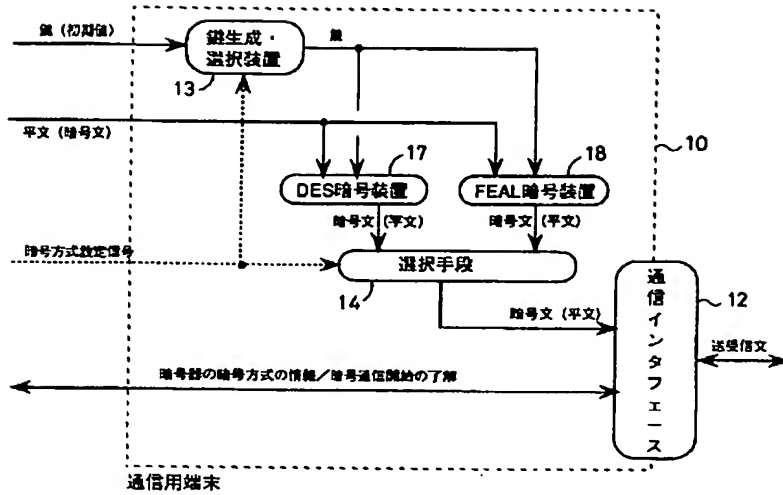 鍵(初期値)
鍵生成・
選択装置
13
鍵
平文(暗号文)
17
18
10
DES暗号装置
FEAL暗号装置
暗号文(平文)
暗号文(平文)
暗号方式設定信号
選択手段
14
通信インタフェース
12
暗号文(平文)
送受信文
暗号器の暗号方式の情報/暗号通信開始の了解
通信用端末